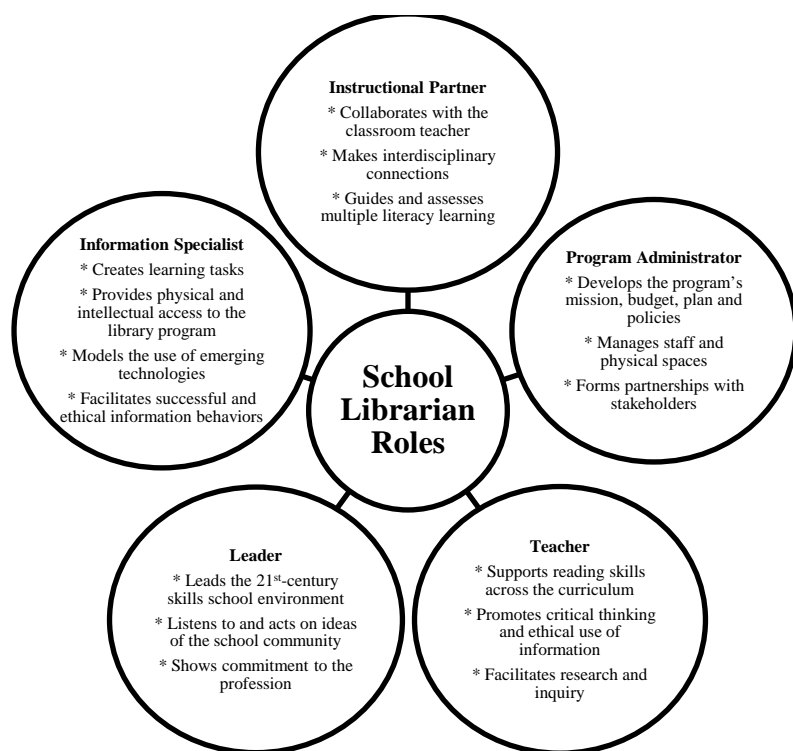 Instructional Partner
* Collaborates with the
classroom teacher
* Makes interdisciplinary
connections
* Guides and assesses
multiple literacy learning
Information Specialist
* Creates learning tasks
* Provides physical and
intellectual access to the
library program
* Models the use of emerging
technologies
* Facilitates successful and
ethical information behaviors
Program Administrator
* Develops the program’s
mission, budget, plan and
policies
* Manages staff and
physical spaces
* Forms partnerships with
stakeholders
School
Librarian
Roles
Leader
* Leads the 21st-century
skills school environment
* Listens to and acts on ideas
of the school community
* Shows commitment to the
profession
Teacher
* Supports reading skills
across the curriculum
* Promotes critical thinking
and ethical use of
information
* Facilitates research and
inquiry